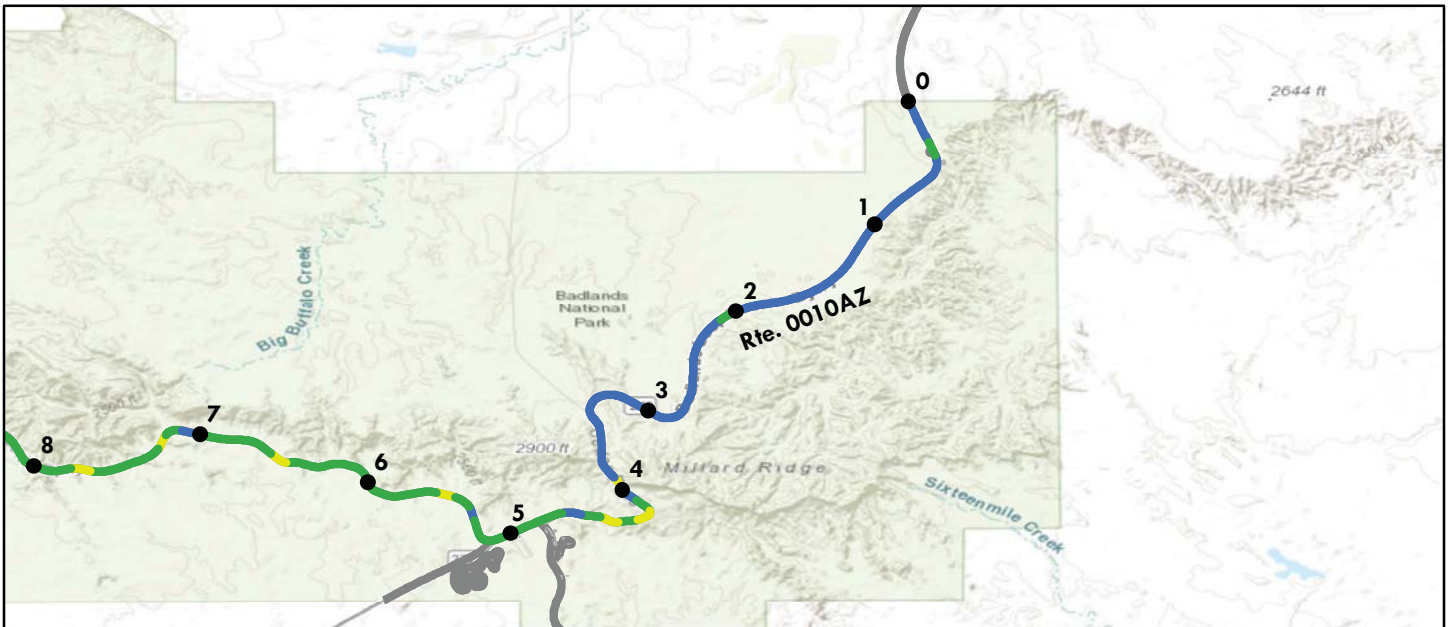 0
2644 ft
1
2
Badlands
National
Park
Rte. 0010AZ
Big Buffalo Creek
3
7
8
2900 ft
6
4
Millard Ridge
Sixteenmile Creek
5